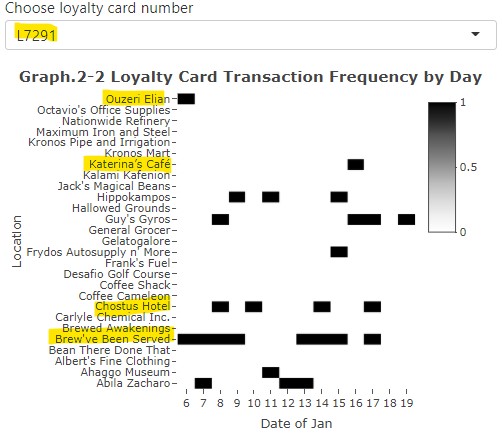 Choose loyalty card number
L7291
Graph.2-2 Loyalty Card Transaction Frequency by Day
Ouzeri Elian
Octavio's Office Supplies
Nationwide Refinery
Maximum Iron and Steel
Kronos Pipe and Irrigation
Kronos Mart
Katerina's Café
Kalami Kafenion
Jack's Magical Beans
Hippokampos
Hallowed Grounds
Guy's Gyros
General Grocer
Gelatogalore
Frydos Autosupply n' More
Frank's Fuel
Desafio Golf Course
Coffee Shack
Coffee Cameleon
Chostus Hotel
Carlyle Chemical Inc.
Brewed Awakenings
Brew've Been Served
Bean There Done That
Albert's Fine Clothing
Ahaggo Museum
Abila Zacharo
Location
6 7 8 9 10 11 12 13 14 15 16 17 18 19
Date of Jan
1
0.5
0